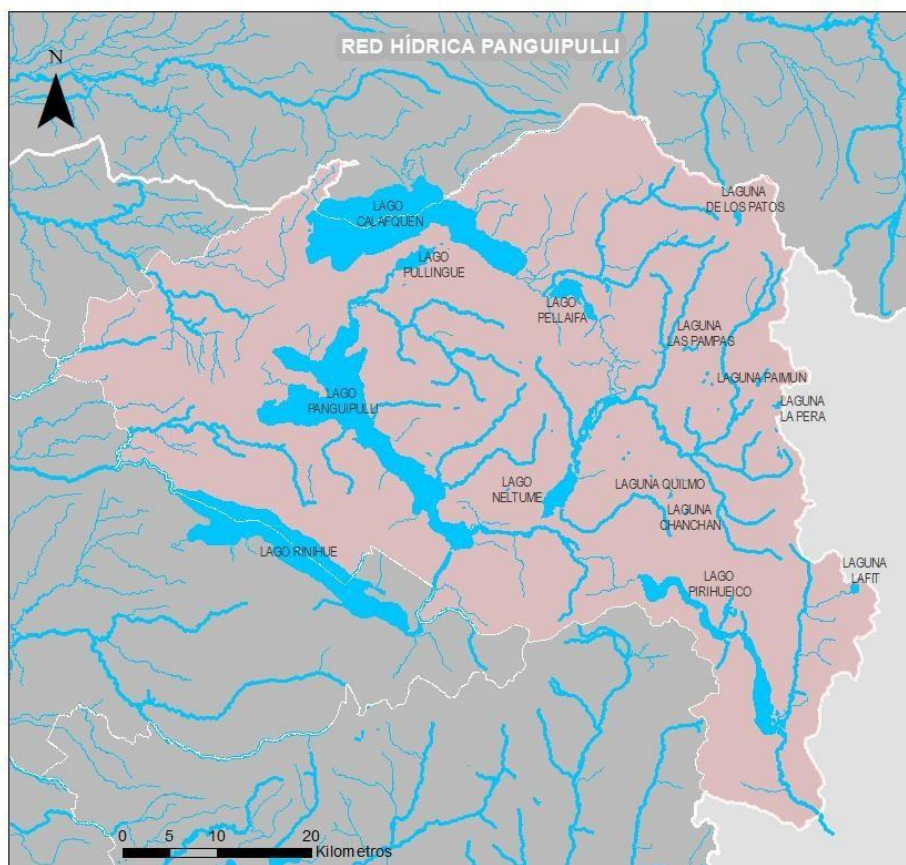 RED HÍDRICA PANGUIPULLI
N
LAGUNA
DE LOS PATOS
LAGO
CALAFQUEN
LAGO
PULLINGUE
LAGO
PELLAIFA
LAGUNA
LAS PAMPAS
LAGUNA PAIMUN
LAGUNA
LA PERA
LAGO
PANGUIPULLI
LAGO
NELTUME
LAGUNA QUILMO
LAGUNA
CHANCHAN
LAGO RINIHUE
LAGO
PIRIHUEICO
LAGUNA
LAFIT
0 5 10 20
Kilometros